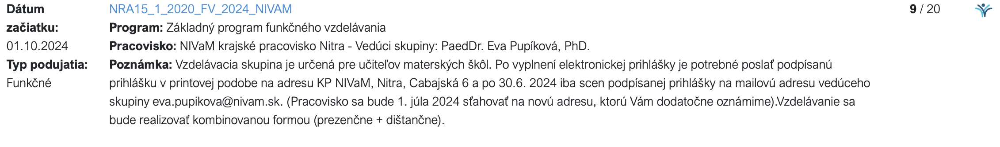 Dátum
začiatku:
01.10.2024
Typ podujatia:
Funkčné
NRA15_1_2020_FV_2024_NIVAM
Program: Základný program funkčného vzdelávania
Pracovisko: NIVaM krajské pracovisko Nitra - Vedúci skupiny: PaedDr. Eva Pupíková, PhD.
Poznámka: Vzdelávacia skupina je určená pre učiteľov materských škôl. Po vyplnení elektronickej prihlášky je potrebné poslať podpísanú
prihlášku v printovej podobe na adresu KP NIVaM, Nitra, Cabajská 6 a po 30.6. 2024 iba scen podpísanej prihlášky na mailovú adresu vedúceho
skupiny eva.pupikova@nivam.sk. (Pracovisko sa bude 1. júla 2024 sťahovať na novú adresu, ktorú Vám dodatočne oznámime).Vzdelávanie sa
bude realizovať kombinovanou formou (prezenčne + dištančne).
9 / 20